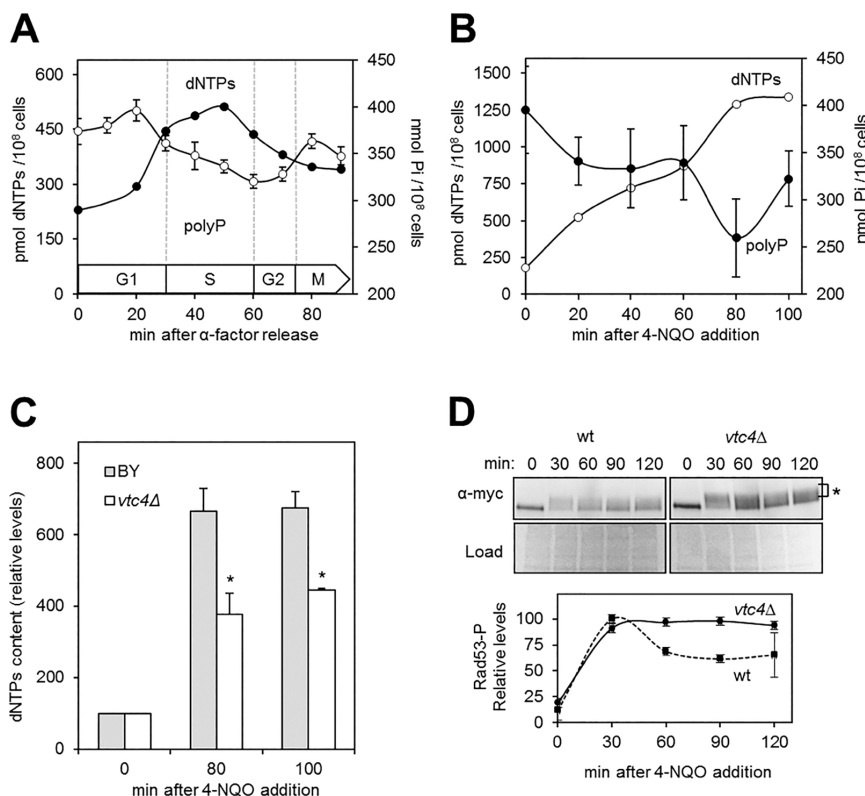 A
600
450
300
150
0
pmol dNTPs /10⁸ cells
dNTPs
polyP
G1 S G2 M
450
400
350
300
250
200
nmol Pi /10⁸ cells
0 20 40 60 80
min after α-factor release
B
1500
1250
1000
750
500
250
0
pmol dNTPs /10⁸ cells
dNTPs
polyP
450
400
350
300
250
200
nmol Pi /10⁸ cells
0 20 40 60 80 100
min after 4-NQO addition
C
800
600
400
200
0
dNTPs content (relative levels)
BY
vtc4Δ
* *
0 80 100
min after 4-NQO addition
D
wt vtc4Δ
min: 0 30 60 90 120 0 30 60 90 120
α-myc *
Load
100
75
50
25
0
Rad53-P
Relative levels
vtc4Δ
wt
0 30 60 90 120
min after 4-NQO addition